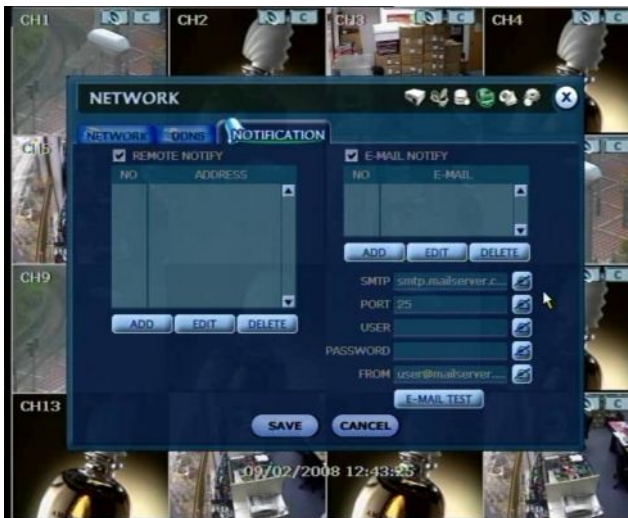 CH1 C CH2 C CH3 C CH4 C
NETWORK X
NETWORK DDNS NOTIFICATION
REMOTE NOTIFY E-MAIL NOTIFY
NO ADDRESS NO E-MAIL
ADD EDIT DELETE
CH9 SMTP smtp.mailserver.c...
PORT 25
ADD EDIT DELETE USER
PASSWORD
FROM user@mailserver....
CH13 E-MAIL TEST C
SAVE CANCEL
09/02/2008 12:43:25